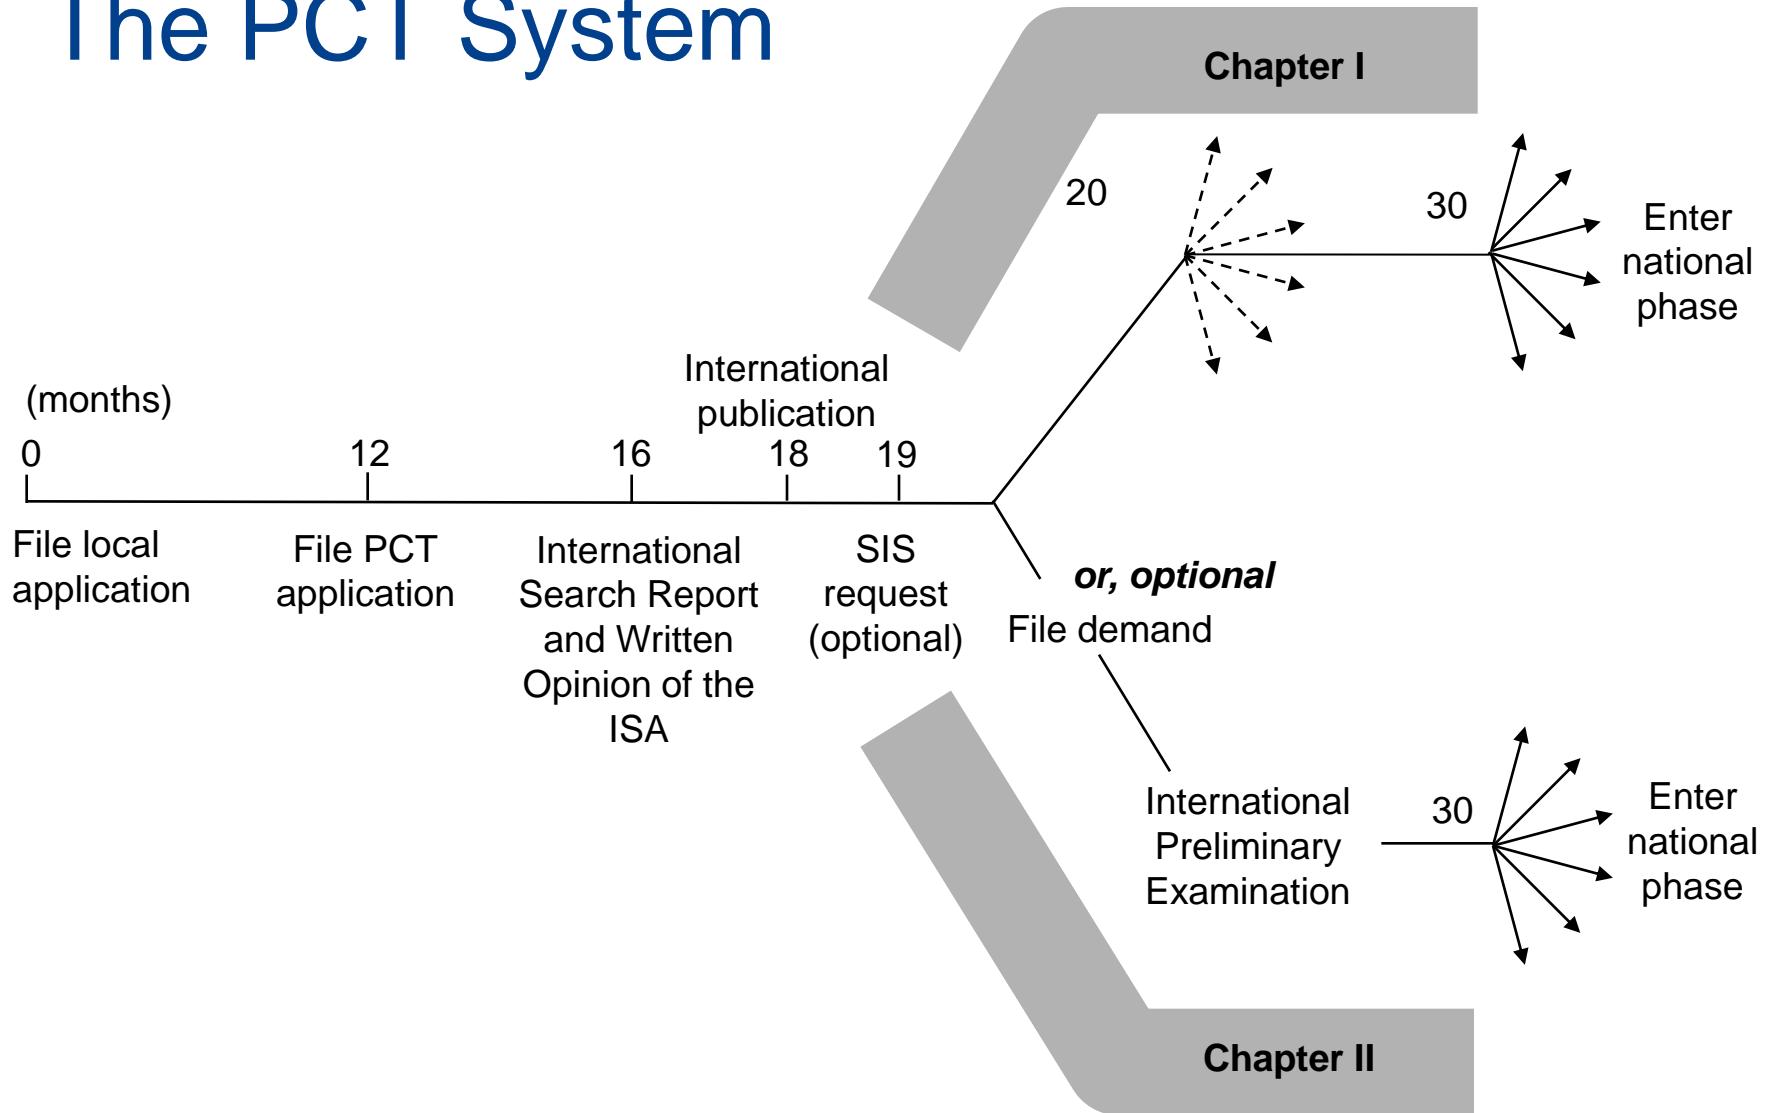 The PCT System
Chapter I
20
30
Enter
national
phase
International
publication
(months)
0
12
16
18
19
File local
application
File PCT
application
International
Search Report
and Written
Opinion of the
ISA
SIS
request
(optional)
or, optional
File demand
International
Preliminary
Examination
30
Enter
national
phase
Chapter II